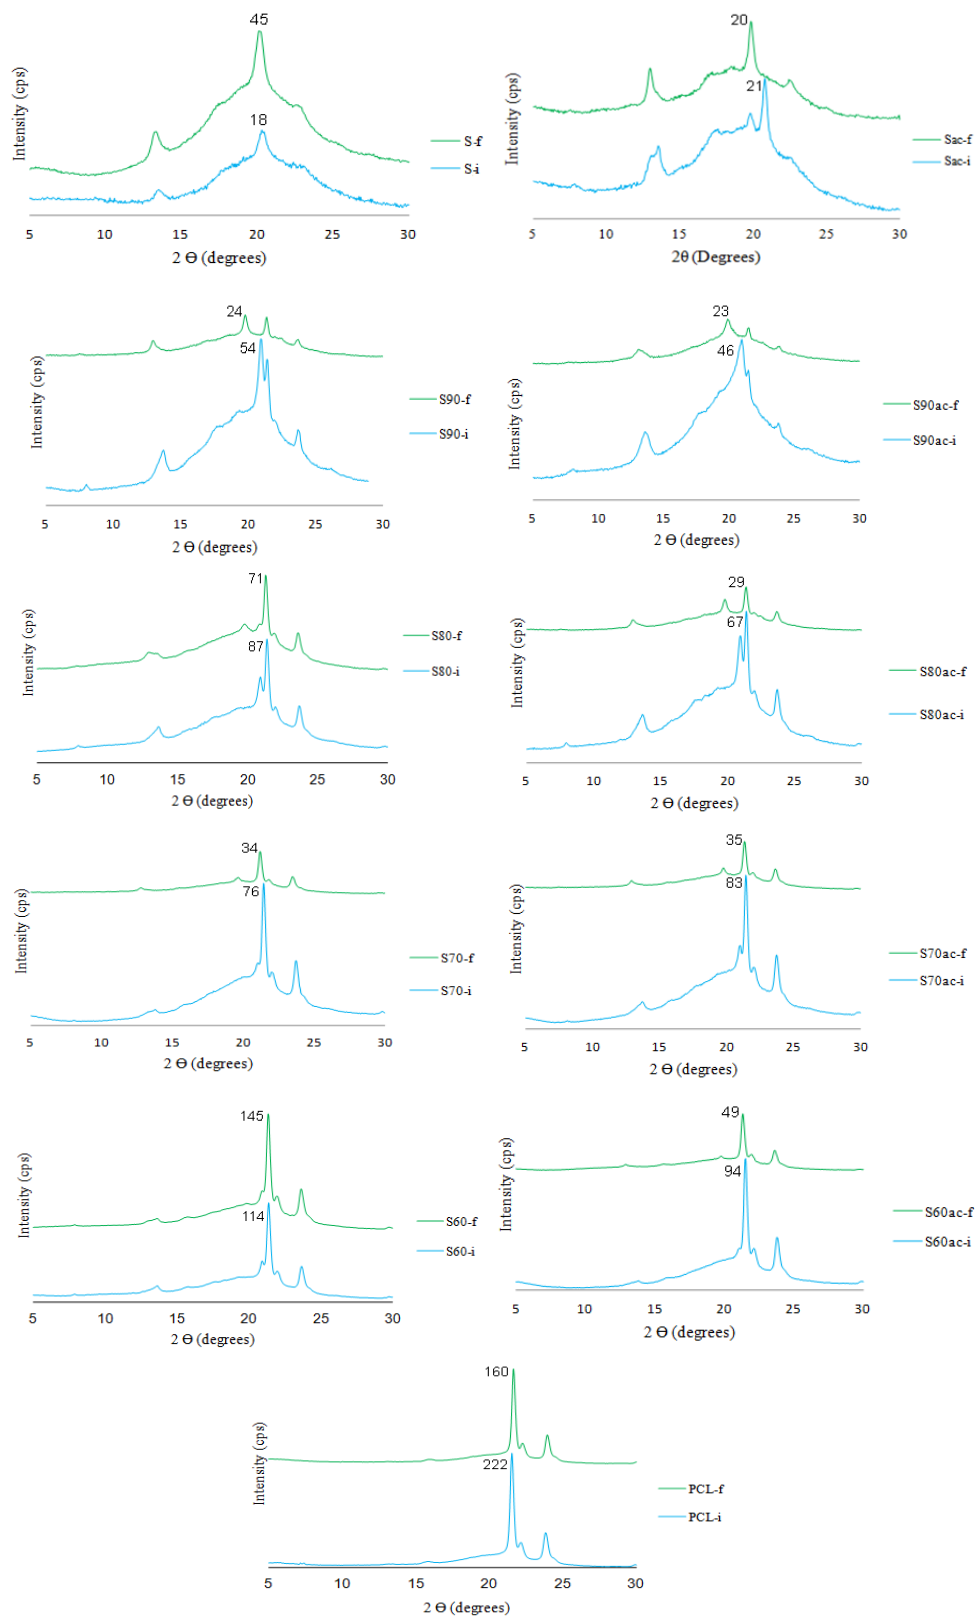 45
18
Intensity (cps)
S-f
S-i
5 10 15 20 25 30
2 Ɵ (degrees)
20
21
Intensity (cps)
Sac-f
Sac-i
5 10 15 20 25 30
2θ (Degrees)
24
54
Intensity (cps)
S90-f
S90-i
5 10 15 20 25 30
2 Ɵ (degrees)
23
46
Intensity (cps)
S90ac-f
S90ac-i
5 10 15 20 25 30
2 Ɵ (degrees)
71
87
Intensity (cps)
S80-f
S80-i
5 10 15 20 25 30
2 Ɵ (degrees)
29
67
Intensity (cps)
S80ac-f
S80ac-i
5 10 15 20 25 30
2 Ɵ (degrees)
34
76
Intensity (cps)
S70-f
S70-i
5 10 15 20 25 30
2 Ɵ (degrees)
35
83
Intensity (cps)
S70ac-f
S70ac-i
5 10 15 20 25 30
2 Ɵ (degrees)
145
114
Intensity (cps)
S60-f
S60-i
5 10 15 20 25 30
2 Ɵ (degrees)
49
94
Intensity (cps)
S60ac-f
S60ac-i
5 10 15 20 25 30
2 Ɵ (degrees)
160
222
Intensity (cps)
PCL-f
PCL-i
5 10 15 20 25 30
2 Ɵ (degrees)